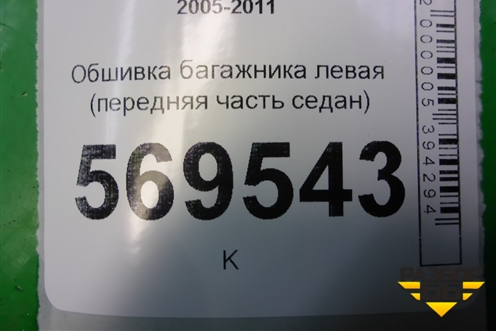 2005-2011
Обшивка багажника левая
(передняя часть седан)
569543
К
2000005394294